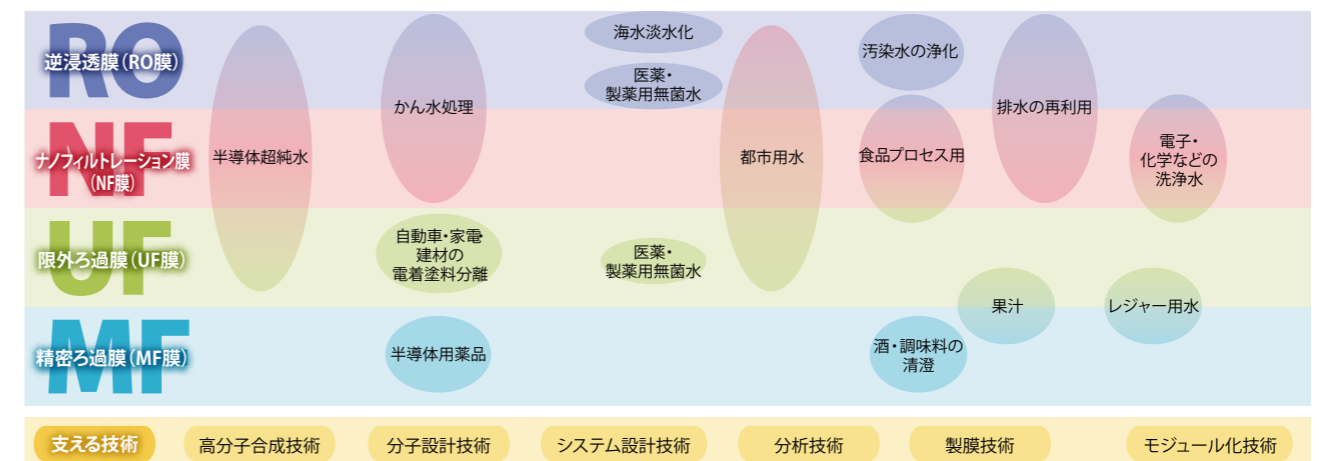 RO
逆浸透膜（RO膜）
NF
ナノフィルトレーション膜
（NF膜）
UF
限外ろ過膜（UF膜）
MF
精密ろ過膜（MF膜）
半導体超純水
かん水処理
自動車・家電・
建材の
電着塗料分離
半導体用薬品
海水淡水化
医薬・
製薬用無菌水
医薬・
製薬用無菌水
都市用水
汚染水の浄化
食品プロセス用
酒・調味料の
清澄
排水の再利用
果汁
電子・
化学などの
洗浄水
レジャー用水
支える技術
高分子合成技術
分子設計技術
システム設計技術
分析技術
製膜技術
モジュール化技術